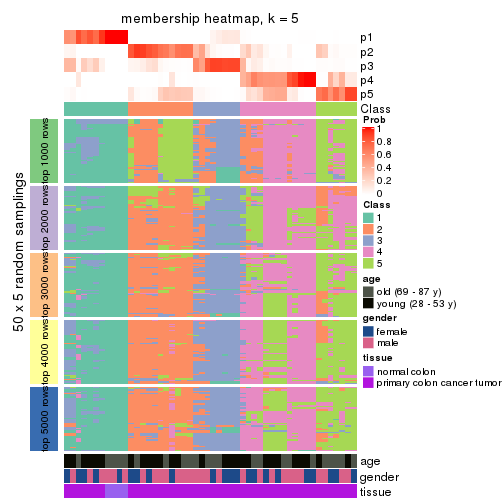 membership heatmap, k = 5
p1
p2
p3
p4
p5
Class
50 x 5 random samplings
top 1000 rows
top 2000 rows
top 3000 rows
top 4000 rows
top 5000 rows
age
gender
tissue
Prob
1
0.8
0.6
0.4
0.2
0
Class
1
2
3
4
5
age
old (69 - 87 y)
young (28 - 53 y)
gender
female
male
tissue
normal colon
primary colon cancer tumor